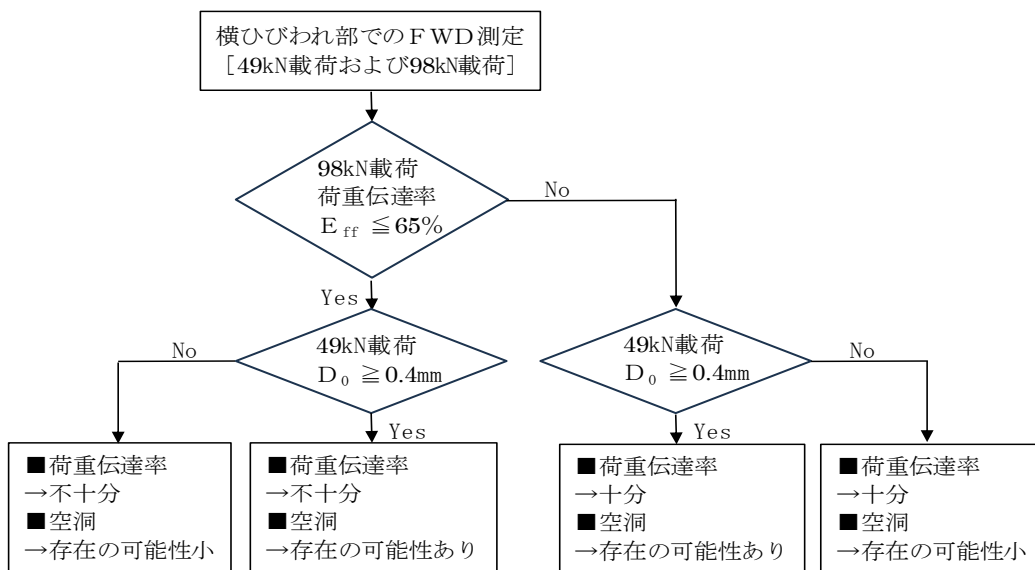 横ひびわれ部でのＦＷＤ測定
［49kN載荷および98kN載荷］
98kN載荷
荷重伝達率
Ｅff ≦65%
No
Yes
49kN載荷
Ｄ0 ≧0.4mm
No
Yes
49kN載荷
Ｄ0 ≧0.4mm
No
Yes
■荷重伝達率
→不十分
■空洞
→存在の可能性小
■荷重伝達率
→不十分
■空洞
→存在の可能性あり
■荷重伝達率
→十分
■空洞
→存在の可能性あり
■荷重伝達率
→十分
■空洞
→存在の可能性小